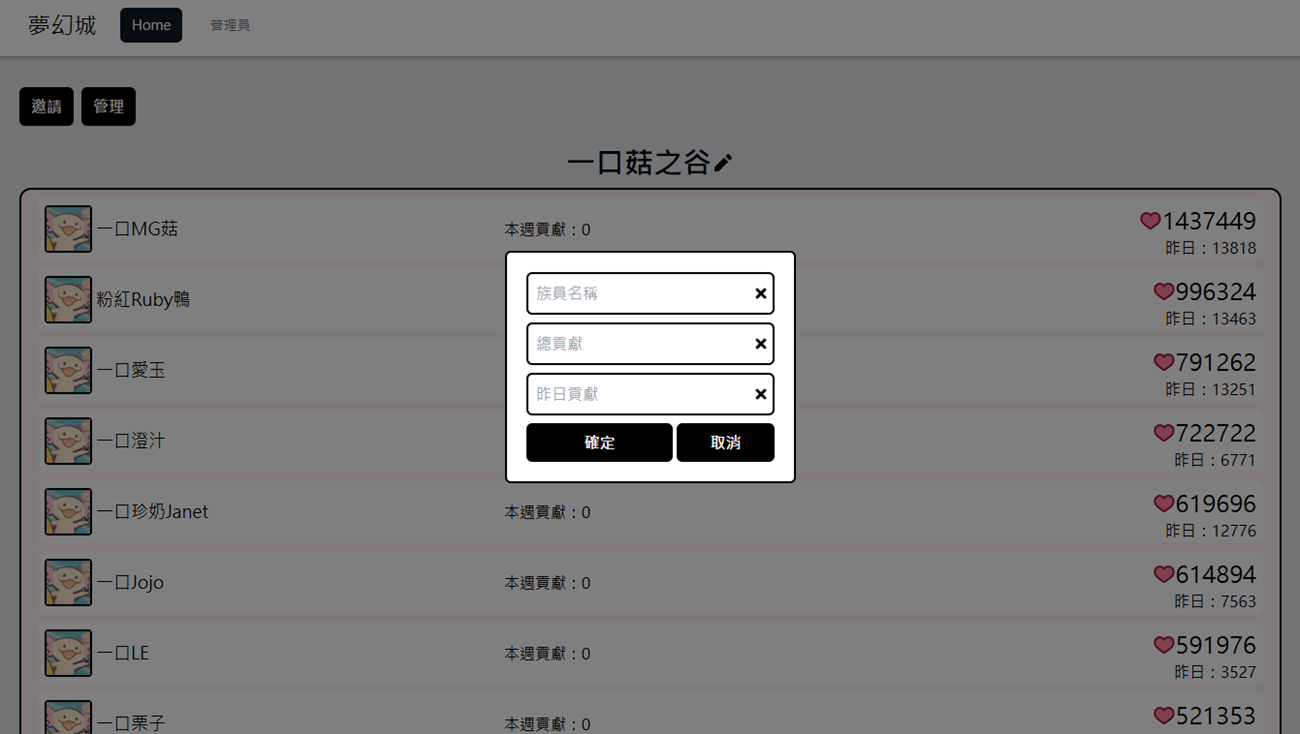 夢幻城 Home 管理員
邀請 管理
一口菇之谷
一口MG菇 本週貢獻：0 1437449
昨日：13818
粉紅Ruby鴨 996324
昨日：13463
一口愛玉 791262
昨日：13251
一口澄汁 722722
昨日：6771
一口珍奶Janet 本週貢獻：0 619696
昨日：12776
一口Jojo 本週貢獻：0 614894
昨日：7563
一口LE 本週貢獻：0 591976
昨日：3527
一口栗子 本週貢獻：0 521353
族員名稱
總貢獻
昨日貢獻
確定 取消